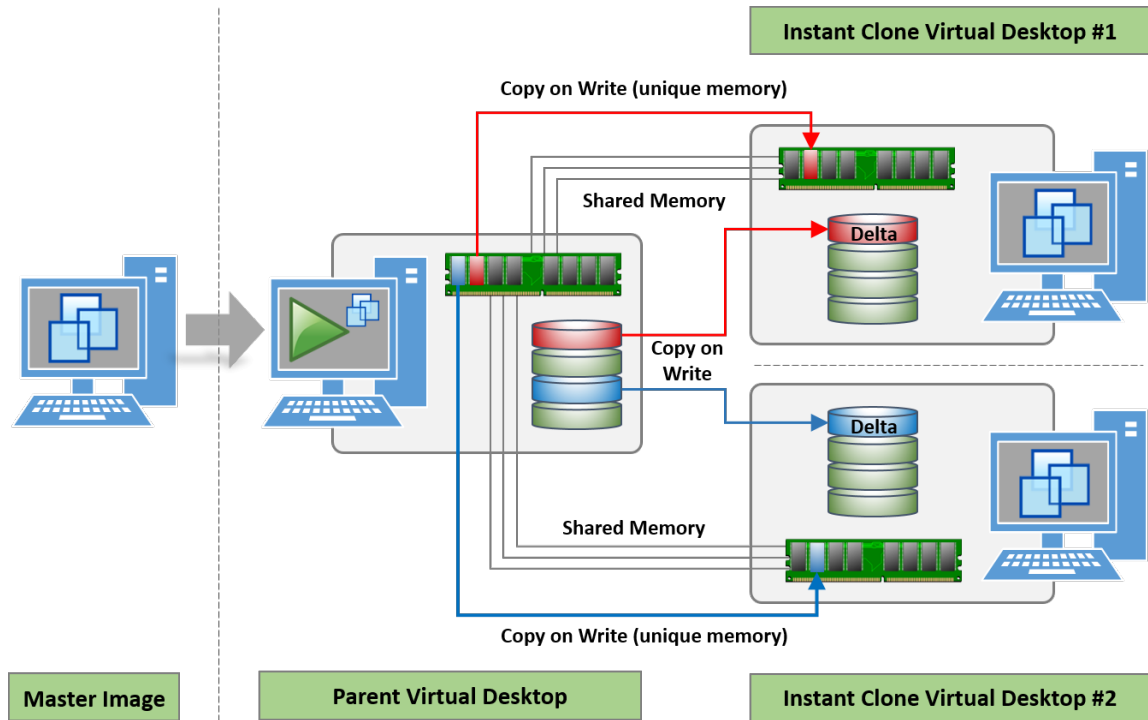 Instant Clone Virtual Desktop #1
Copy on Write (unique memory)
Shared Memory
Delta
Copy on
Write
Delta
Shared Memory
Copy on Write (unique memory)
Master Image
Parent Virtual Desktop
Instant Clone Virtual Desktop #2